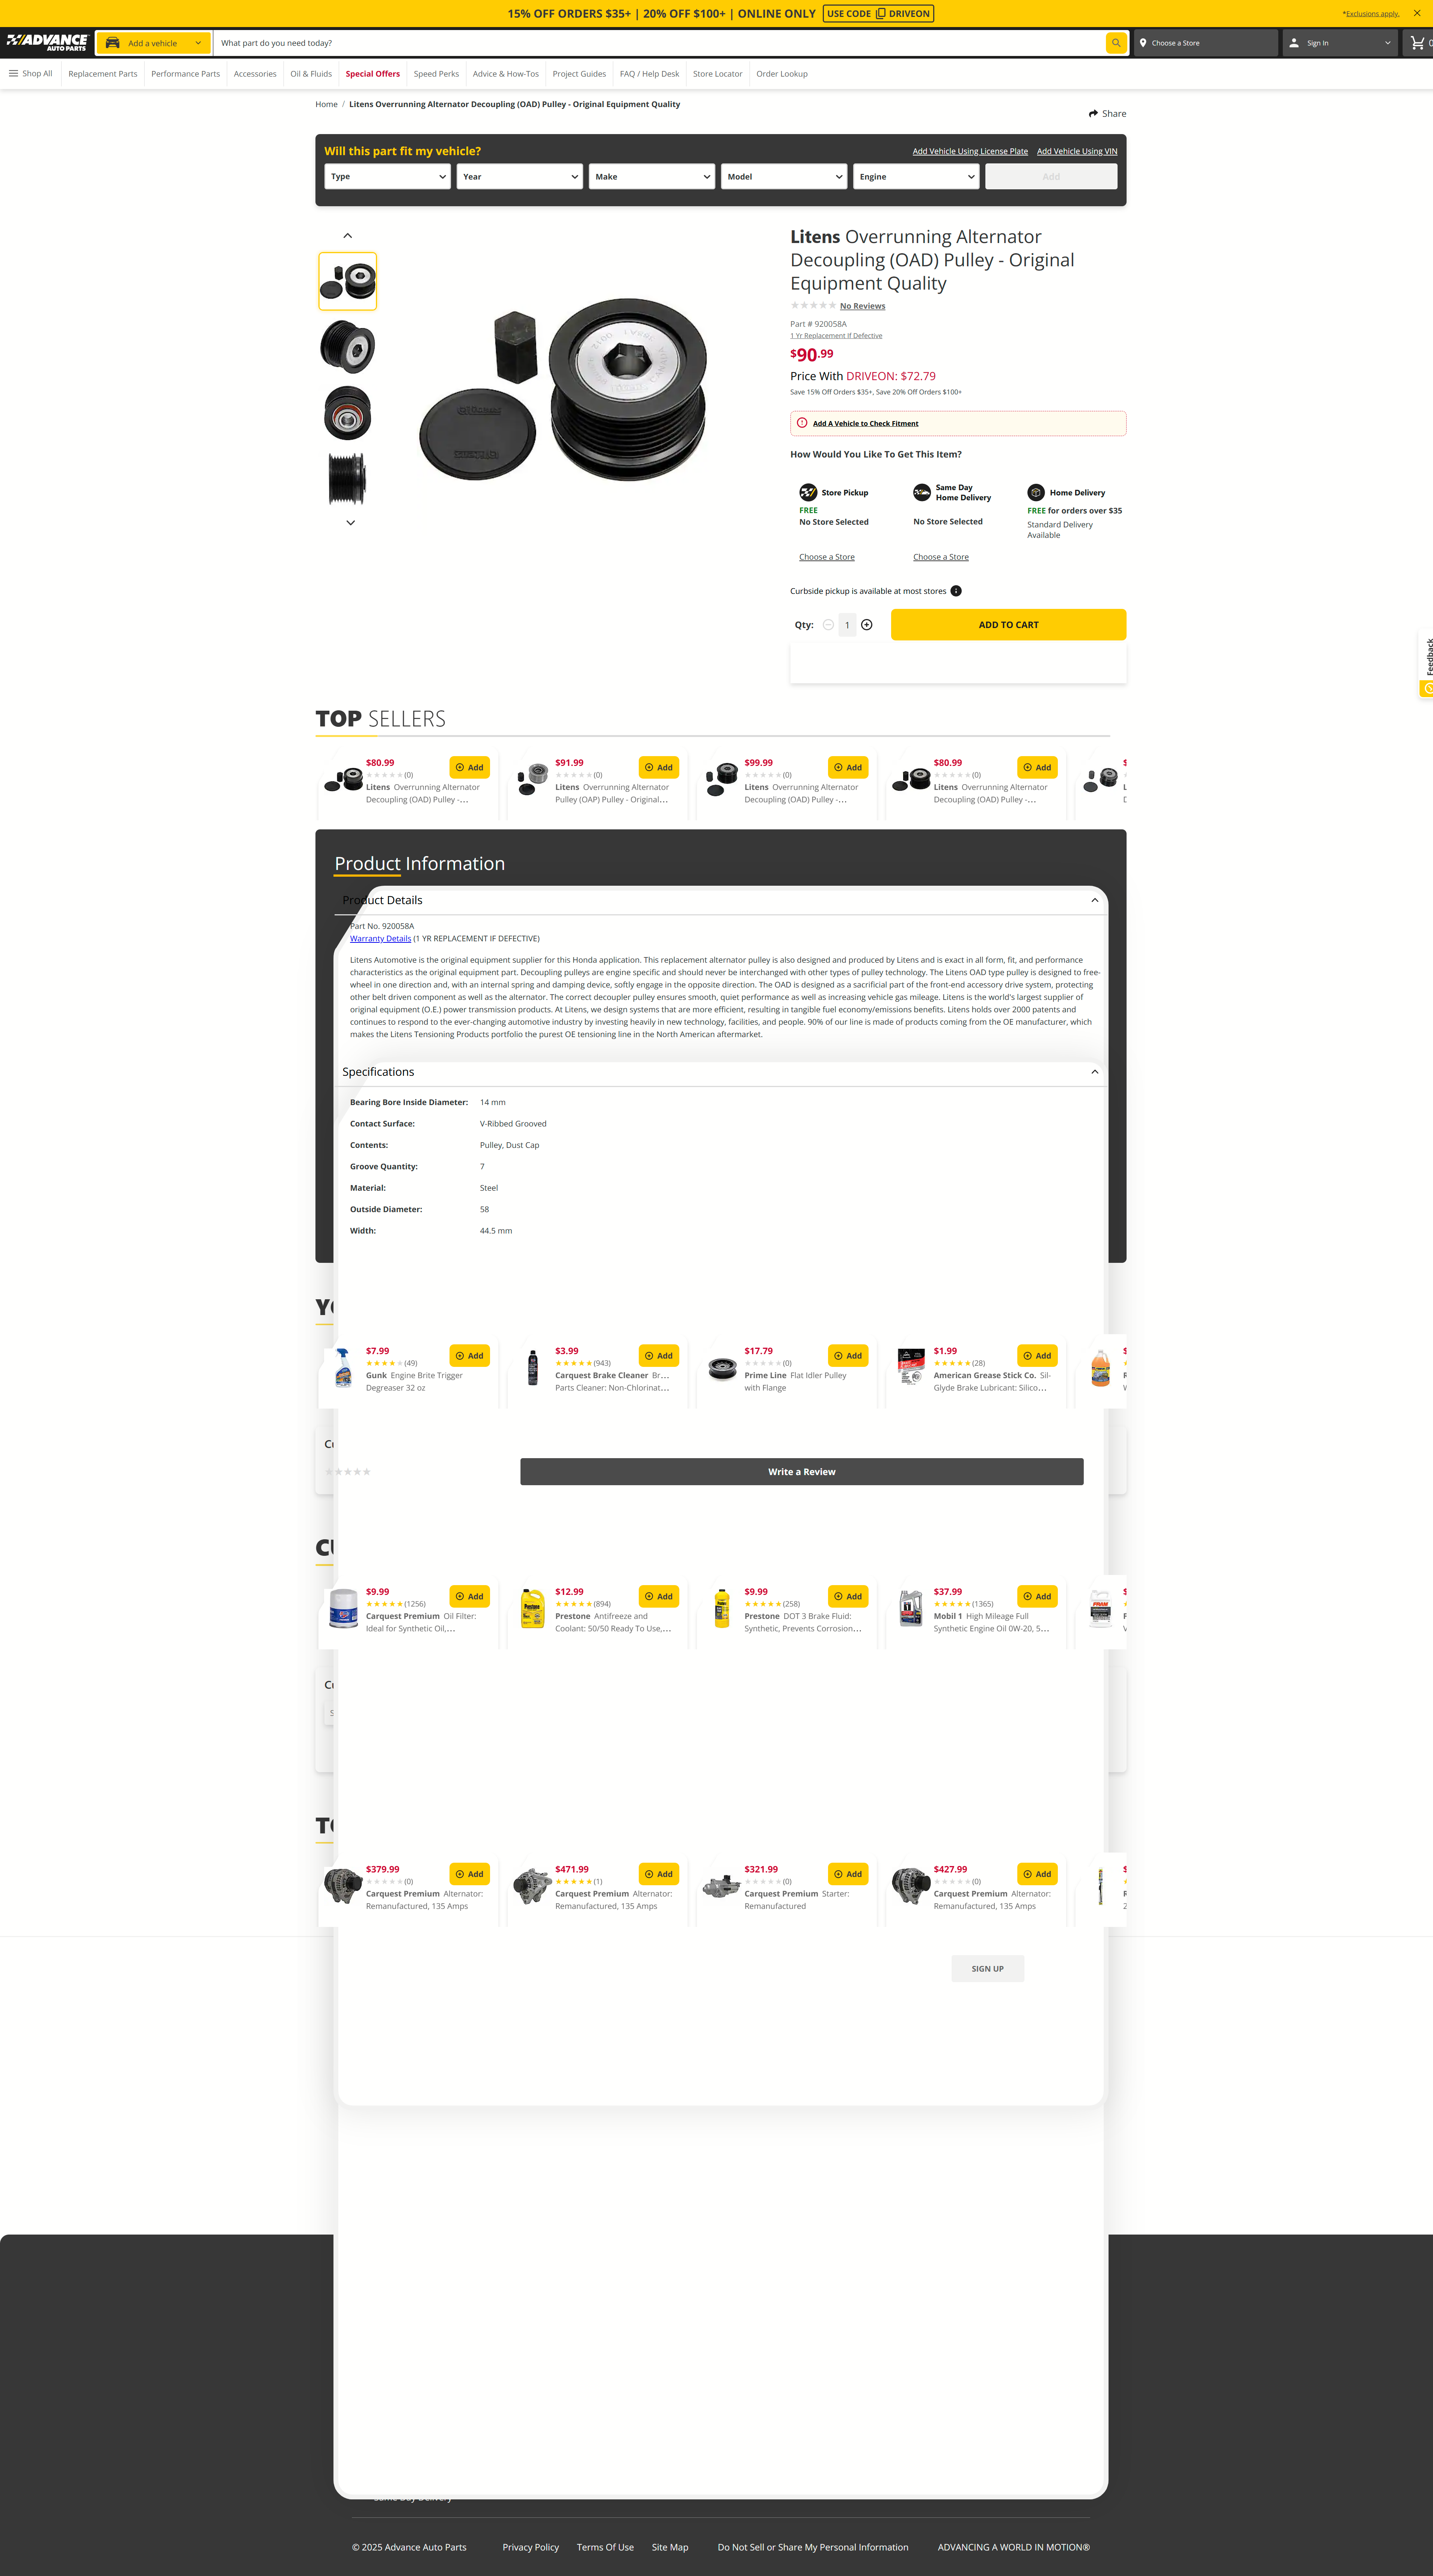 15% OFF ORDERS $35+ | 20% OFF $100+ | ONLINE ONLY USE CODE DRIVEON
*Exclusions apply.
ADVANCE AUTO PARTS
Add a vehicle
What part do you need today?
Choose a Store
Sign In
0
Shop All
Replacement Parts
Performance Parts
Accessories
Oil & Fluids
Special Offers
Speed Perks
Advice & How-Tos
Project Guides
FAQ / Help Desk
Store Locator
Order Lookup
Home / Litens Overrunning Alternator Decoupling (OAD) Pulley - Original Equipment Quality
Share
Will this part fit my vehicle?
Add Vehicle Using License Plate
Add Vehicle Using VIN
Type
Year
Make
Model
Engine
Add
Litens Overrunning Alternator
Decoupling (OAD) Pulley - Original
Equipment Quality
No Reviews
Part # 920058A
1 Yr Replacement If Defective
$90.99
Price With DRIVEON: $72.79
Save 15% Off Orders $35+, Save 20% Off Orders $100+
Add A Vehicle to Check Fitment
How Would You Like To Get This Item?
Store Pickup
FREE
No Store Selected
Choose a Store
Same Day
Home Delivery
No Store Selected
Choose a Store
Home Delivery
FREE for orders over $35
Standard Delivery
Available
Curbside pickup is available at most stores
Qty: 1
ADD TO CART
Feedback
TOP SELLERS
$80.99
(0)
Add
Litens Overrunning Alternator
Decoupling (OAD) Pulley -...
$91.99
(0)
Add
Litens Overrunning Alternator
Pulley (OAP) Pulley - Original...
$99.99
(0)
Add
Litens Overrunning Alternator
Decoupling (OAD) Pulley -...
$80.99
(0)
Add
Litens Overrunning Alternator
Decoupling (OAD) Pulley -...
Product Information
Product Details
Part No. 920058A
Warranty Details (1 YR REPLACEMENT IF DEFECTIVE)
Litens Automotive is the original equipment supplier for this Honda application. This replacement alternator pulley is also designed and produced by Litens and is exact in all form, fit, and performance
characteristics as the original equipment part. Decoupling pulleys are engine specific and should never be interchanged with other types of pulley technology. The Litens OAD type pulley is designed to free-
wheel in one direction and, with an internal spring and damping device, softly engage in the opposite direction. The OAD is designed as a sacrificial part of the front-end accessory drive system, protecting
other belt driven component as well as the alternator. The correct decoupler pulley ensures smooth, quiet performance as well as increasing vehicle gas mileage. Litens is the world's largest supplier of
original equipment (O.E.) power transmission products. At Litens, we design systems that are more efficient, resulting in tangible fuel economy/emissions benefits. Litens holds over 2000 patents and
continues to respond to the ever-changing automotive industry by investing heavily in new technology, facilities, and people. 90% of our line is made of products coming from the OE manufacturer, which
makes the Litens Tensioning Products portfolio the purest OE tensioning line in the North American aftermarket.
Specifications
Bearing Bore Inside Diameter: 14 mm
Contact Surface: V-Ribbed Grooved
Contents: Pulley, Dust Cap
Groove Quantity: 7
Material: Steel
Outside Diameter: 58
Width: 44.5 mm
$7.99
(49)
Add
Gunk Engine Brite Trigger
Degreaser 32 oz
$3.99
(943)
Add
Carquest Brake Cleaner Br...
Parts Cleaner: Non-Chlorinat...
$17.79
(0)
Add
Prime Line Flat Idler Pulley
with Flange
$1.99
(28)
Add
American Grease Stick Co. Sil-
Glyde Brake Lubricant: Silico...
Write a Review
$9.99
(1256)
Add
Carquest Premium Oil Filter:
Ideal for Synthetic Oil,...
$12.99
(894)
Add
Prestone Antifreeze and
Coolant: 50/50 Ready To Use,...
$9.99
(258)
Add
Prestone DOT 3 Brake Fluid:
Synthetic, Prevents Corrosion...
$37.99
(1365)
Add
Mobil 1 High Mileage Full
Synthetic Engine Oil 0W-20, 5...
$379.99
(0)
Add
Carquest Premium Alternator:
Remanufactured, 135 Amps
$471.99
(1)
Add
Carquest Premium Alternator:
Remanufactured, 135 Amps
$321.99
(0)
Add
Carquest Premium Starter:
Remanufactured
$427.99
(0)
Add
Carquest Premium Alternator:
Remanufactured, 135 Amps
SIGN UP
© 2025 Advance Auto Parts
Privacy Policy
Terms Of Use
Site Map
Do Not Sell or Share My Personal Information
ADVANCING A WORLD IN MOTION®